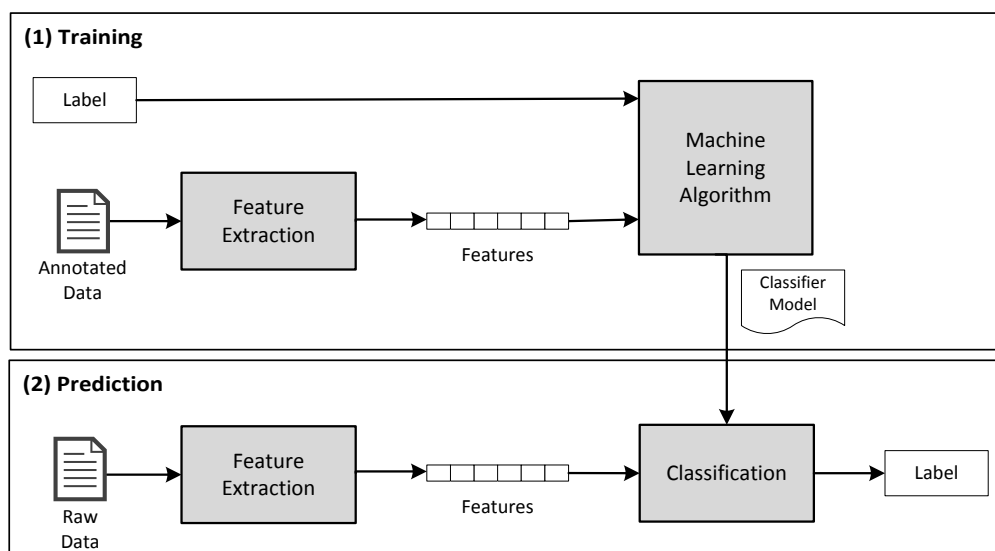 (1) Training
Label
Machine
Learning
Algorithm
Feature
Extraction
Features
Annotated
Data
Classifier
Model
(2) Prediction
Feature
Extraction
Features
Classification
Label
Raw
Data